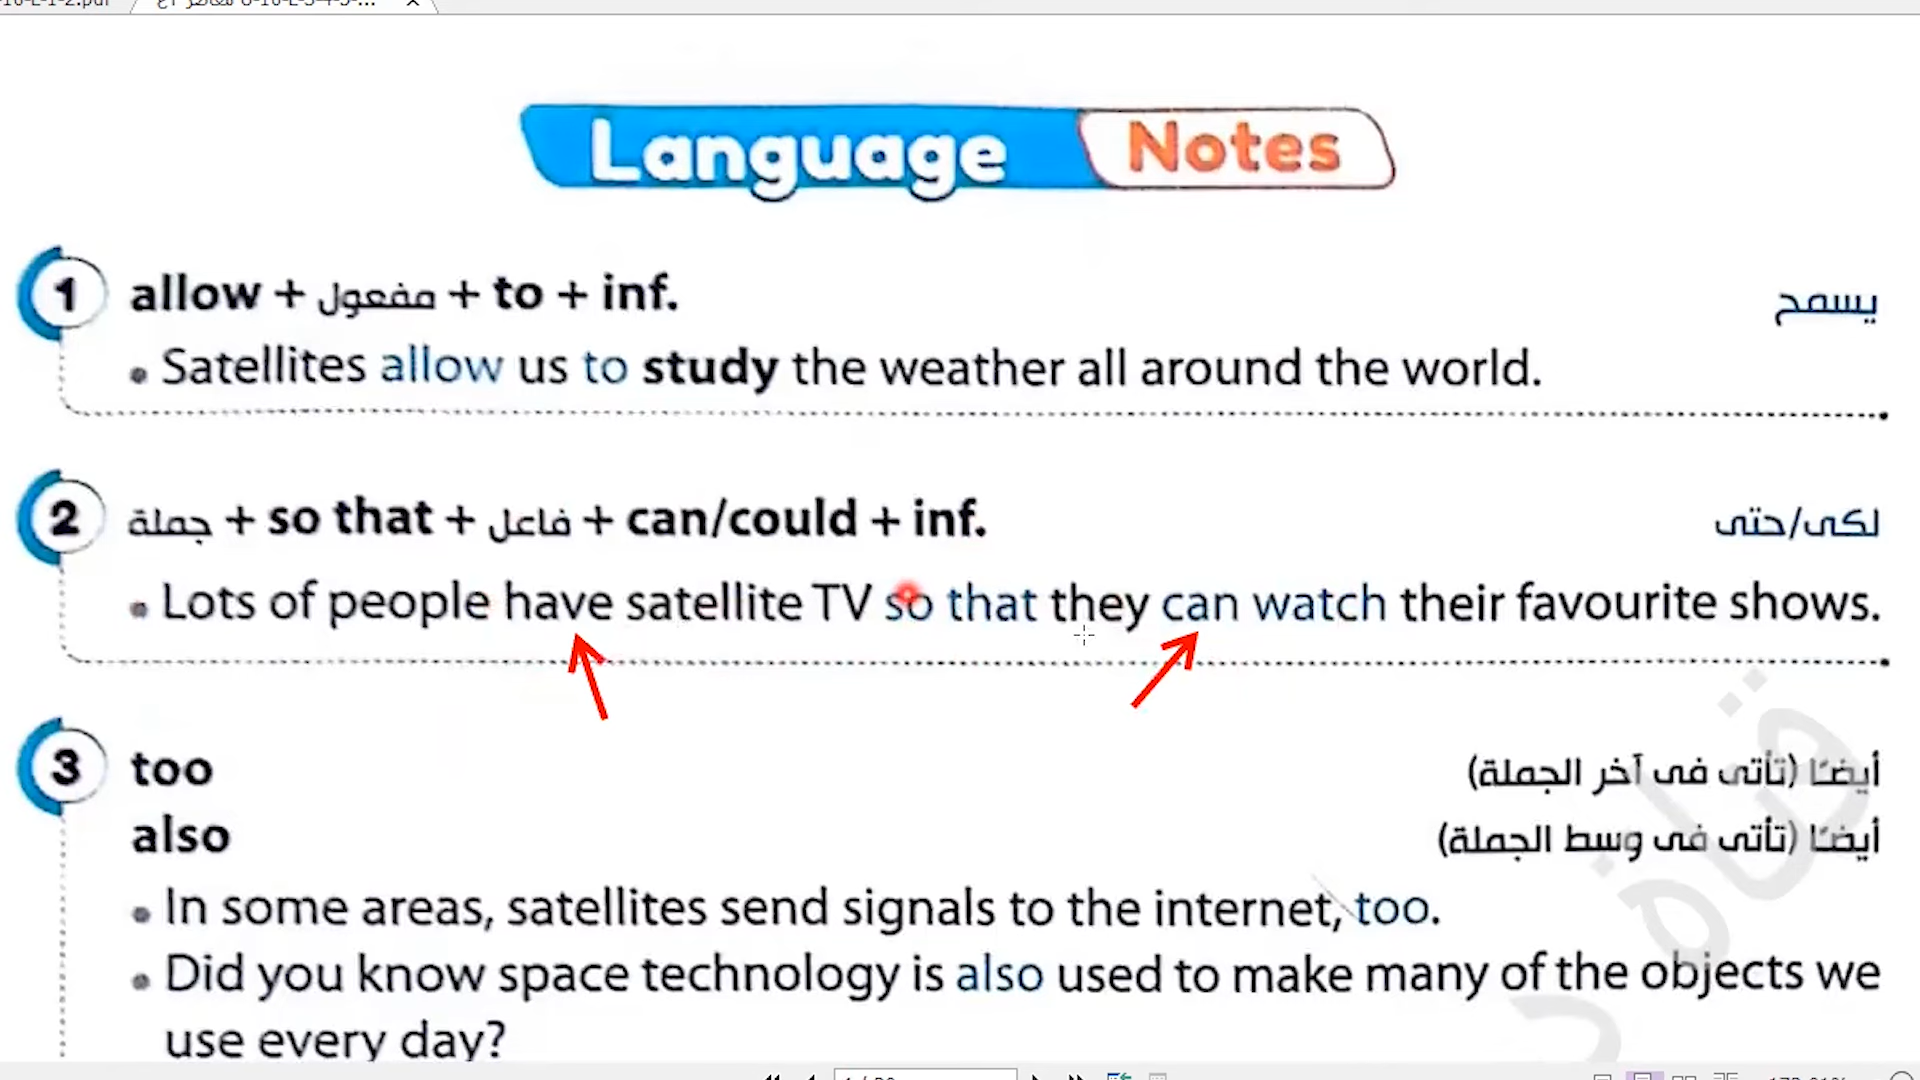 Language Notes
1 allow + مفعول + to + inf. يسمح
• Satellites allow us to study the weather all around the world.
2 جملة + so that + فاعل + can/could + inf. لكى/حتى
• Lots of people have satellite TV so that they can watch their favourite shows.
3 too أيضًا (تأتى فى آخر الجملة)
also أيضًا (تأتى فى وسط الجملة)
• In some areas, satellites send signals to the internet, too.
• Did you know space technology is also used to make many of the objects we
use every day?